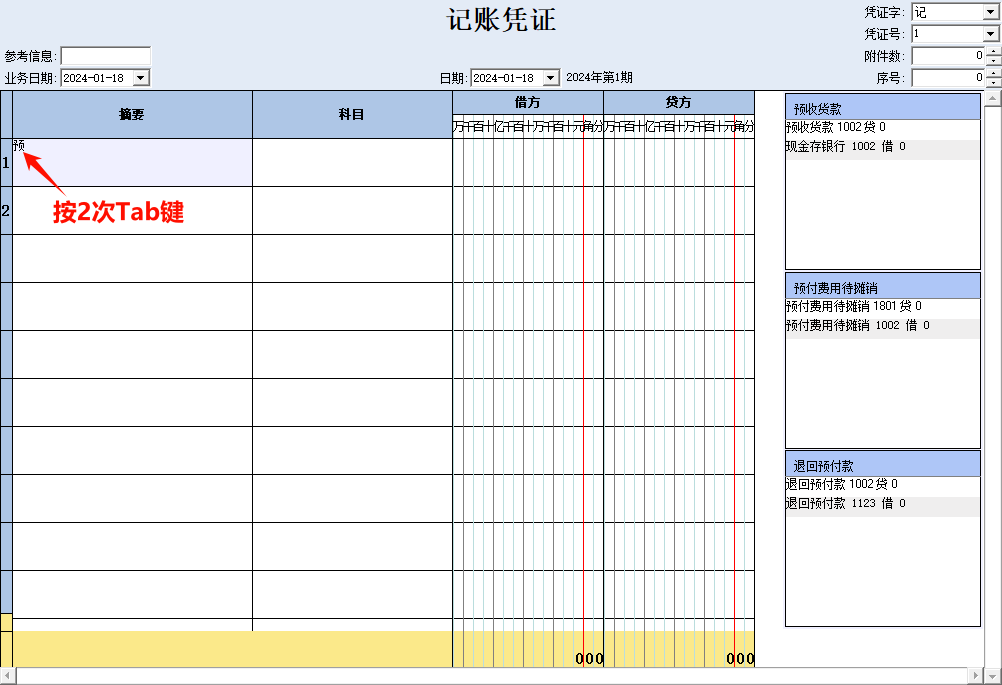 记账凭证
凭证字: 记
凭证号: 1
参考信息:
附件数: 0
业务日期: 2024-01-18
日期: 2024-01-18 2024年第1期
序号: 0
摘要 科目 借方 贷方
万千百十亿千百十万千百十元角分 万千百十亿千百十万千百十元角分
1 预
按2次Tab键
2
000 000
预收货款
预收货款 1002 贷 0
现金存银行 1002 借 0
预付费用待摊销
预付费用待摊销 1801 贷 0
预付费用待摊销 1002 借 0
退回预付款
退回预付款 1002 贷 0
退回预付款 1123 借 0